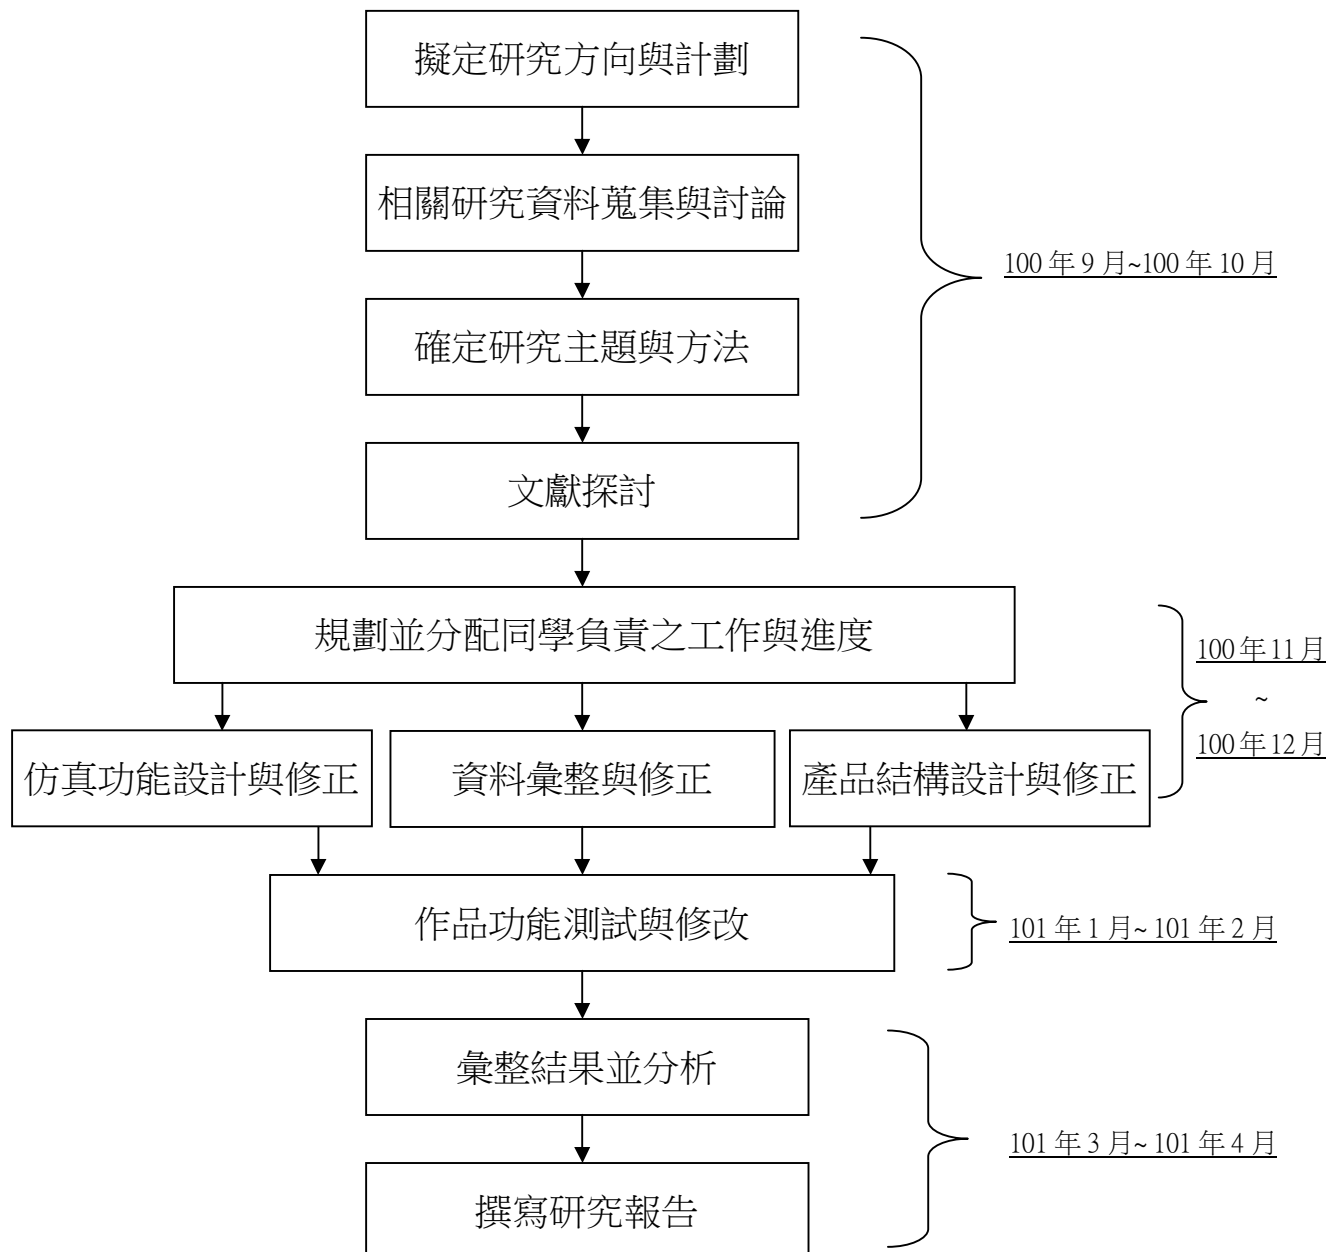 擬定研究方向與計劃
相關研究資料蒐集與討論
100年9月~100年10月
確定研究主題與方法
文獻探討
規劃並分配同學負責之工作與進度
100年11月
~
100年12月
仿真功能設計與修正
資料彙整與修正
產品結構設計與修正
作品功能測試與修改
101年1月~101年2月
彙整結果並分析
101年3月~101年4月
撰寫研究報告